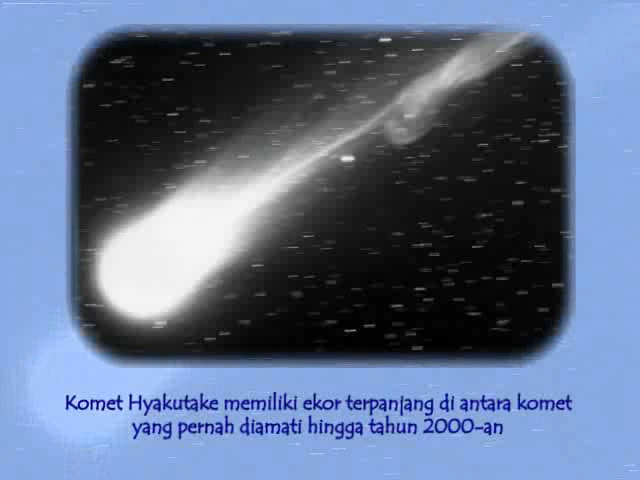 Komet Hyakutake memiliki ekor terpanjang di antara komet
yang pernah diamati hingga tahun 2000-an